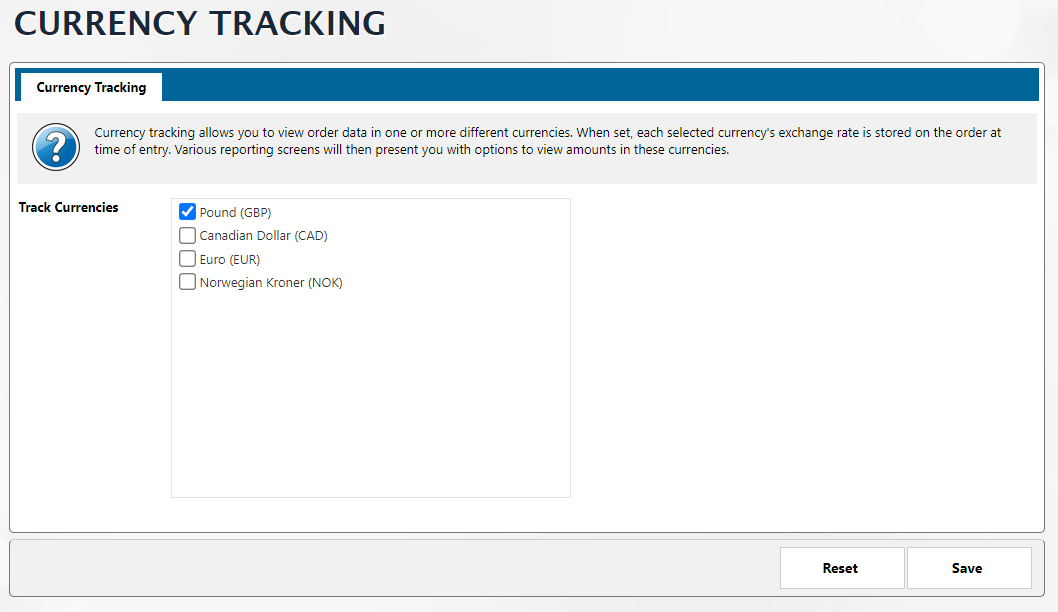 CURRENCY TRACKING
Currency Tracking
?
Currency tracking allows you to view order data in one or more different currencies. When set, each selected currency's exchange rate is stored on the order at
time of entry. Various reporting screens will then present you with options to view amounts in these currencies.
Track Currencies
Pound (GBP)
Canadian Dollar (CAD)
Euro (EUR)
Norwegian Kroner (NOK)
Reset
Save